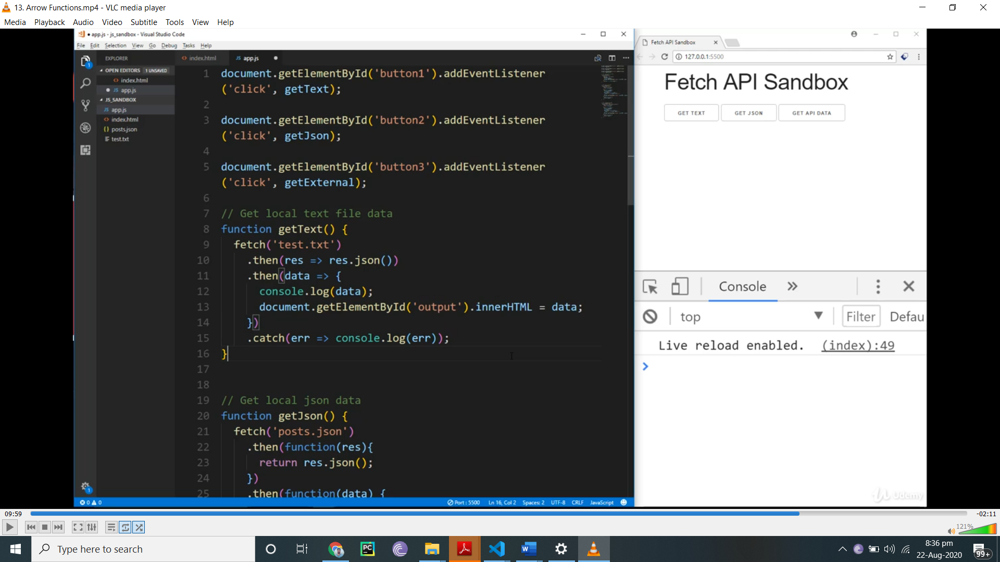 13. Arrow Functions.mp4 - VLC media player
Media Playback Audio Video Subtitle Tools View Help
app.js - js_sandbox - Visual Studio Code
File Edit Selection View Go Debug Tasks Help
EXPLORER
OPEN EDITORS 1 UNSAVED
<> index.html
JS app.js
JS_SANDBOX
JS app.js
<> index.html
{} posts.json
test.txt
1
1
<> index.html
JS app.js
1 document.getElementById('button1').addEventListener
('click', getText);
2
3 document.getElementById('button2').addEventListener
('click', getJson);
4
5 document.getElementById('button3').addEventListener
('click', getExternal);
6
7 // Get local text file data
8 function getText() {
9 fetch('test.txt')
10 .then(res => res.json())
11 .then(data => {
12 console.log(data);
13 document.getElementById('output').innerHTML = data;
14 })
15 .catch(err => console.log(err));
16 }
17
18
19 // Get local json data
20 function getJson() {
21 fetch('posts.json')
22 .then(function(res){
23 return res.json();
24 })
25 .then(function(data) {
0 0 Port : 5500 Ln 16, Col 2 Spaces: 2 UTF-8 CRLF JavaScript
Fetch API Sandbox
127.0.0.1:5500
Fetch API Sandbox
GET TEXT GET JSON GET API DATA
Console
top Filter Defau
Live reload enabled. (index):49
Udemy
09:59 -02:11
121%
Type here to search
PC
W
8:36 pm
22-Aug-2020
99+